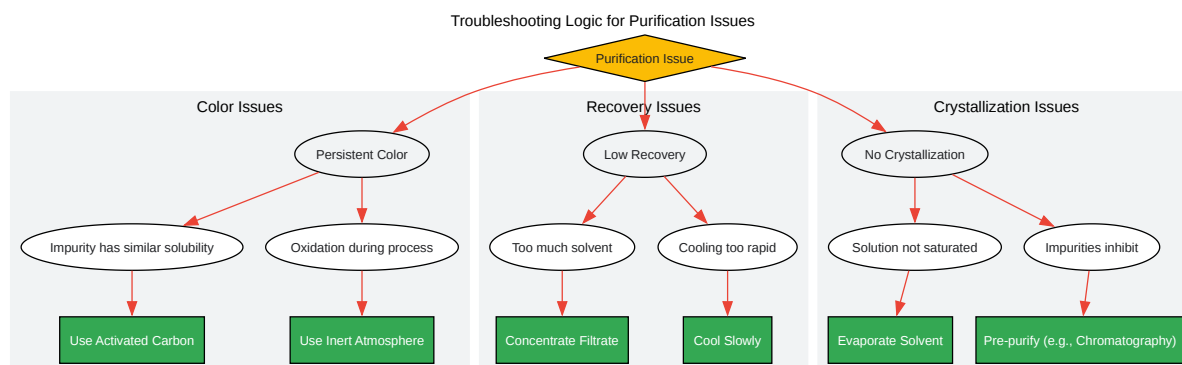 Troubleshooting Logic for Purification Issues
Purification Issue
Color Issues
Recovery Issues
Crystallization Issues
Persistent Color
Low Recovery
No Crystallization
Impurity has similar solubility
Oxidation during process
Too much solvent
Cooling too rapid
Solution not saturated
Impurities inhibit
Use Activated Carbon
Use Inert Atmosphere
Concentrate Filtrate
Cool Slowly
Evaporate Solvent
Pre-purify (e.g., Chromatography)